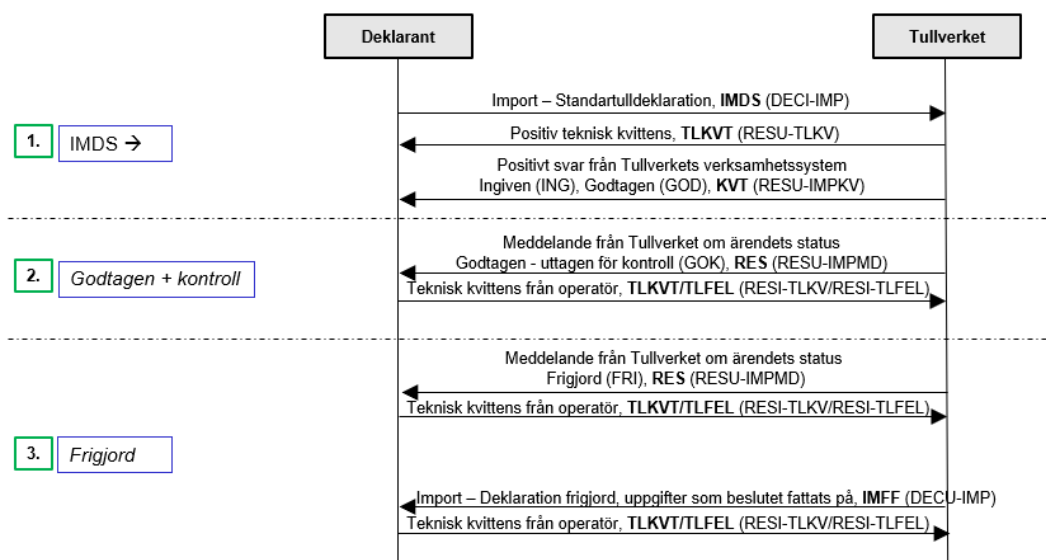 Deklarant
Tullverket
Import – Standartulldeklaration, IMDS (DECI-IMP)
1.
IMDS →
Positiv teknisk kvittens, TLKVT (RESU-TLKV)
Positivt svar från Tullverkets verksamhetssystem
Ingiven (ING), Godtagen (GOD), KVT (RESU-IMPKV)
2.
Godtagen + kontroll
Meddelande från Tullverket om ärendets status
Godtagen - uttagen för kontroll (GOK), RES (RESU-IMPMD)
Teknisk kvittens från operatör, TLKVT/TLFEL (RESI-TLKV/RESI-TLFEL)
Meddelande från Tullverket om ärendets status
Frigjord (FRI), RES (RESU-IMPMD)
Teknisk kvittens från operatör, TLKVT/TLFEL (RESI-TLKV/RESI-TLFEL)
3.
Frigjord
Import – Deklaration frigjord, uppgifter som beslutet fattats på, IMFF (DECU-IMP)
Teknisk kvittens från operatör, TLKVT/TLFEL (RESI-TLKV/RESI-TLFEL)